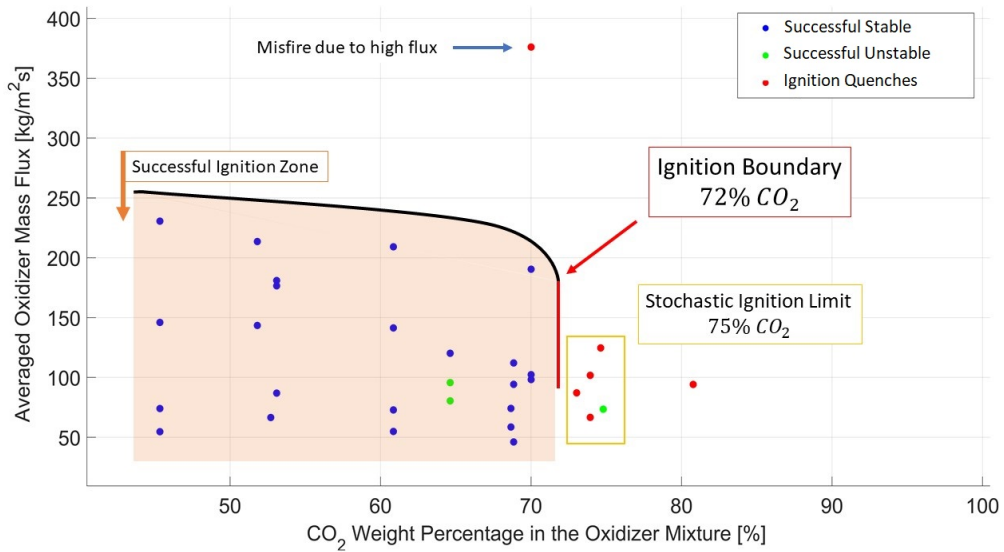 400
350
300
250
200
150
100
50
Averaged Oxidizer Mass Flux [kg/m²s]
Misfire due to high flux
Successful Stable
Successful Unstable
Ignition Quenches
Successful Ignition Zone
Ignition Boundary
72% CO₂
Stochastic Ignition Limit
75% CO₂
50 60 70 80 90 100
CO₂ Weight Percentage in the Oxidizer Mixture [%]